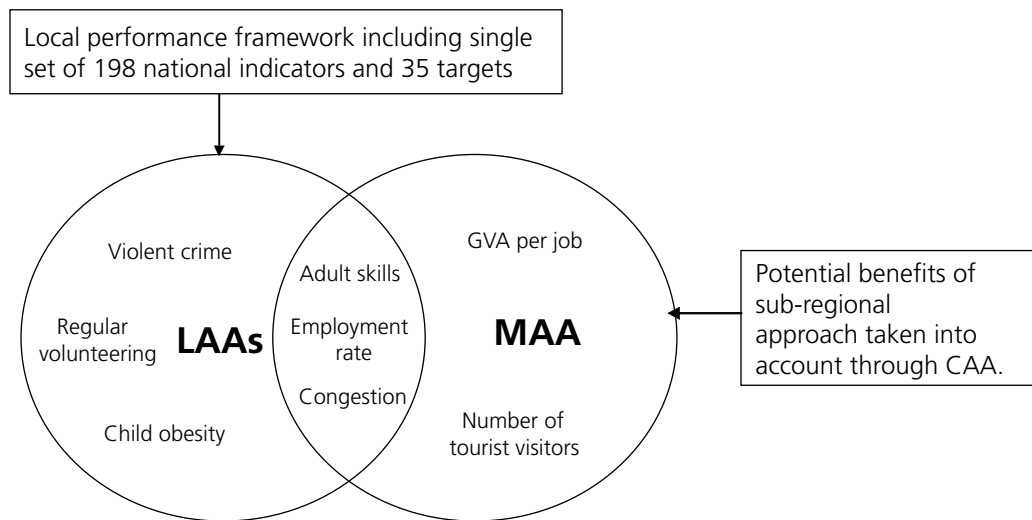 Local performance framework including single
set of 198 national indicators and 35 targets
Violent crime
Regular
volunteering
LAAs
Child obesity
Adult skills
Employment
rate
Congestion
GVA per job
MAA
Number of
tourist visitors
Potential benefits of
sub-regional
approach taken into
account through CAA.